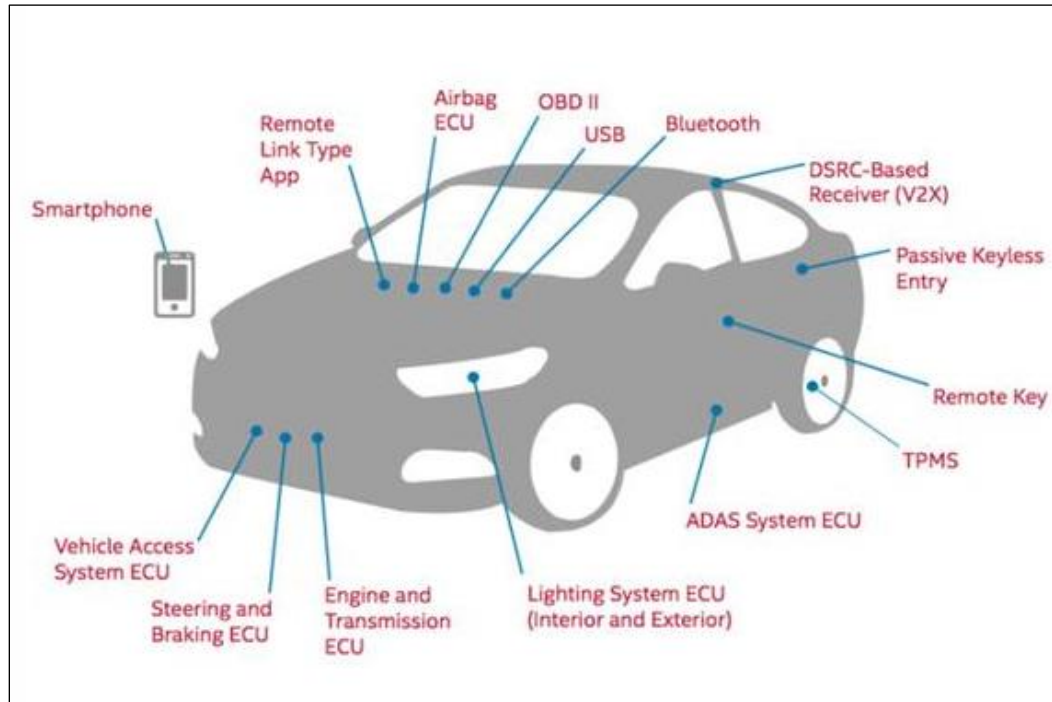 Smartphone
Remote
Link Type
App
Airbag
ECU
OBD II
USB
Bluetooth
DSRC-Based
Receiver (V2X)
Passive Keyless
Entry
Remote Key
TPMS
ADAS System ECU
Lighting System ECU
(Interior and Exterior)
Engine and
Transmission
ECU
Steering and
Braking ECU
Vehicle Access
System ECU